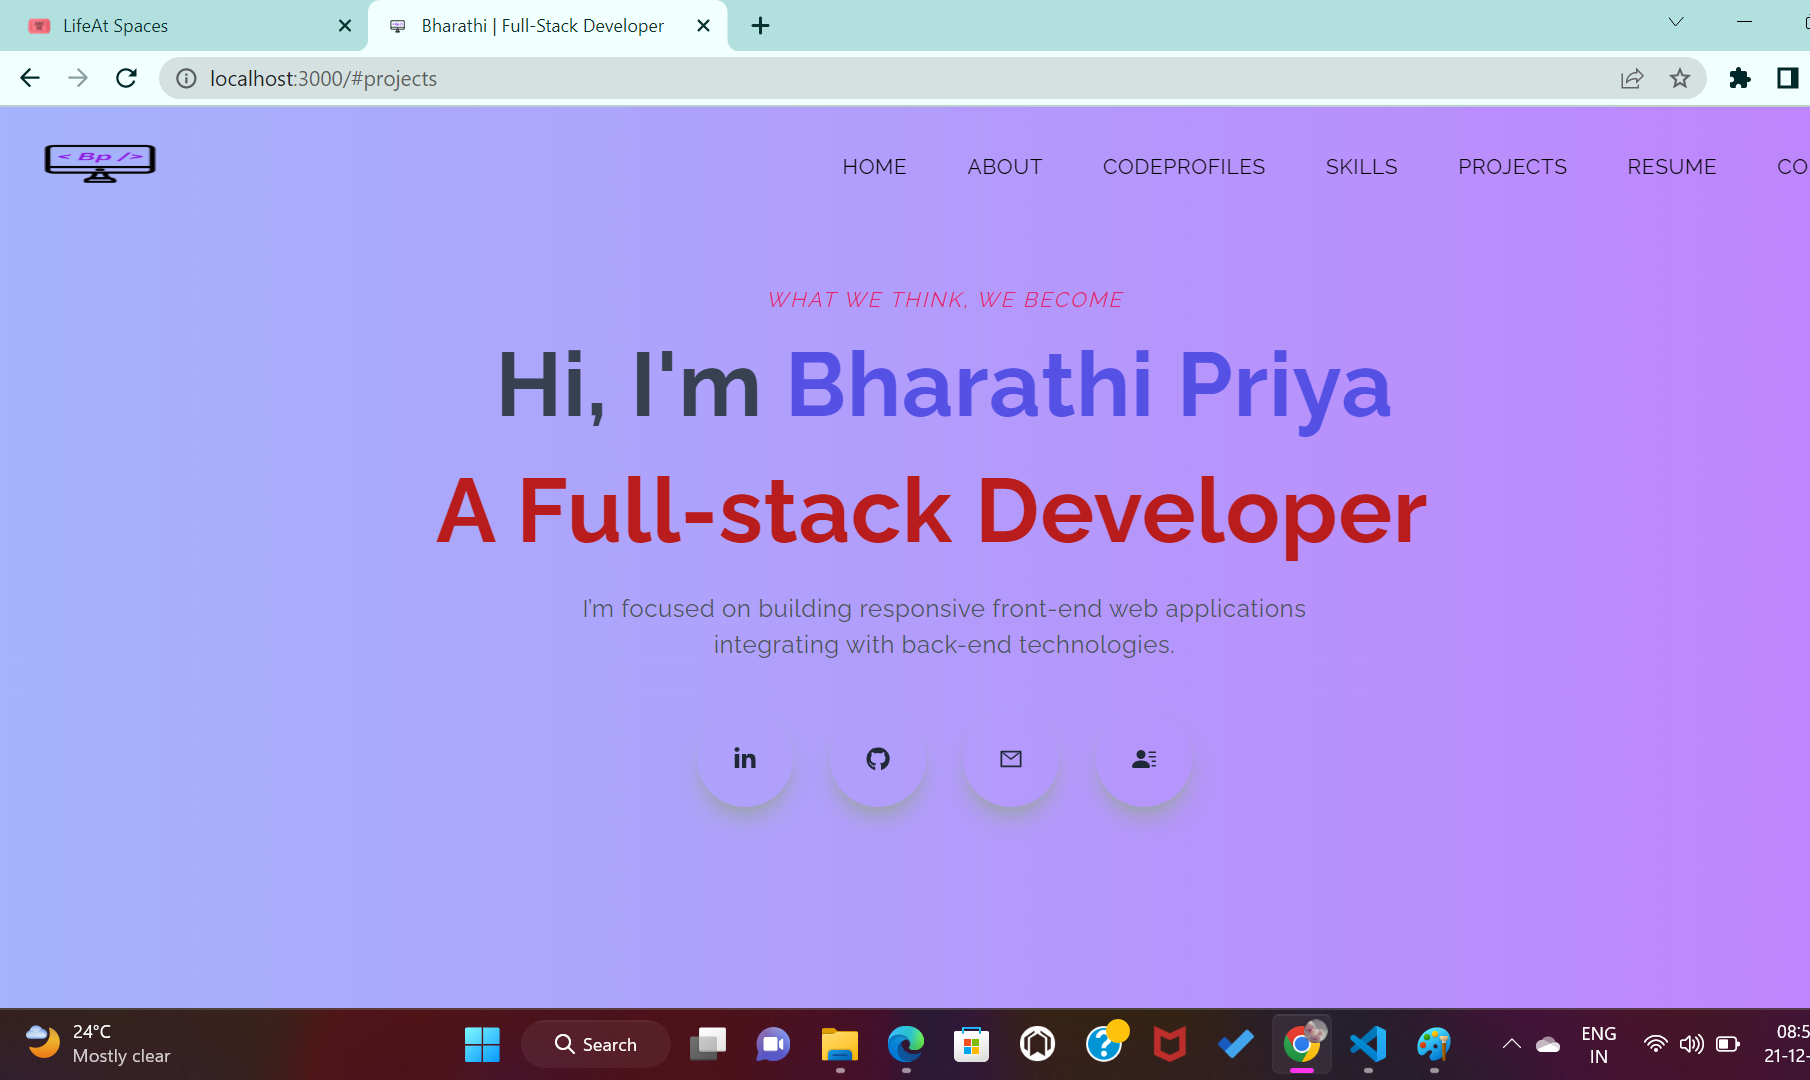 LifeAt Spaces
Bharathi | Full-Stack Developer
localhost:3000/#projects
< Bp />
HOME
ABOUT
CODEPROFILES
SKILLS
PROJECTS
RESUME
CO
WHAT WE THINK, WE BECOME
Hi, I'm Bharathi Priya
A Full-stack Developer
I'm focused on building responsive front-end web applications
integrating with back-end technologies.
in
24°C
Mostly clear
Search
ENG
IN
08:5
21-12-